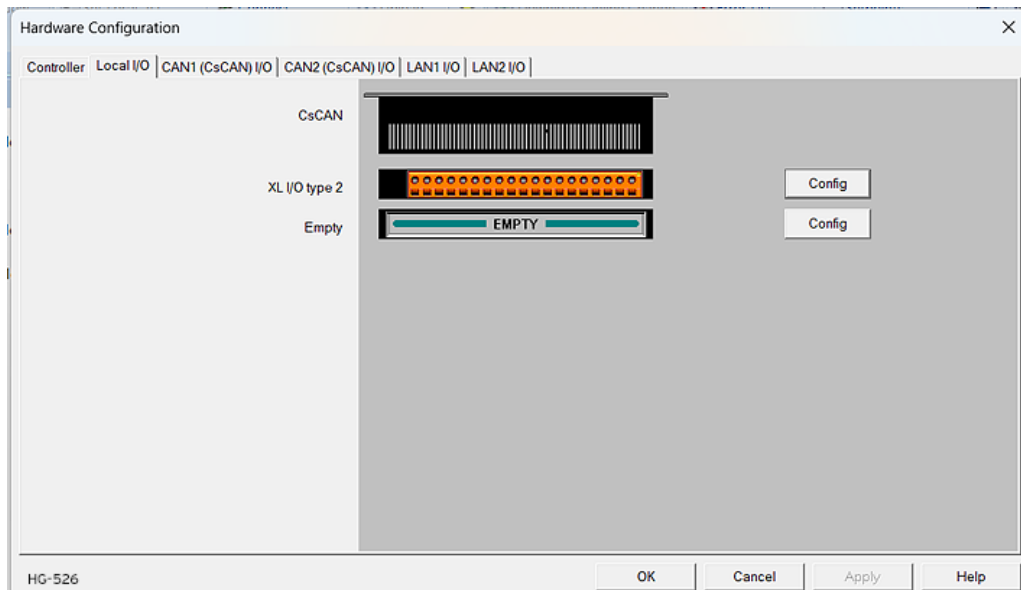 Hardware Configuration
Controller Local I/O CAN1 (CsCAN) I/O CAN2 (CsCAN) I/O LAN1 I/O LAN2 I/O
CsCAN
XL I/O type 2 Config
Empty EMPTY Config
HG-526 OK Cancel Apply Help